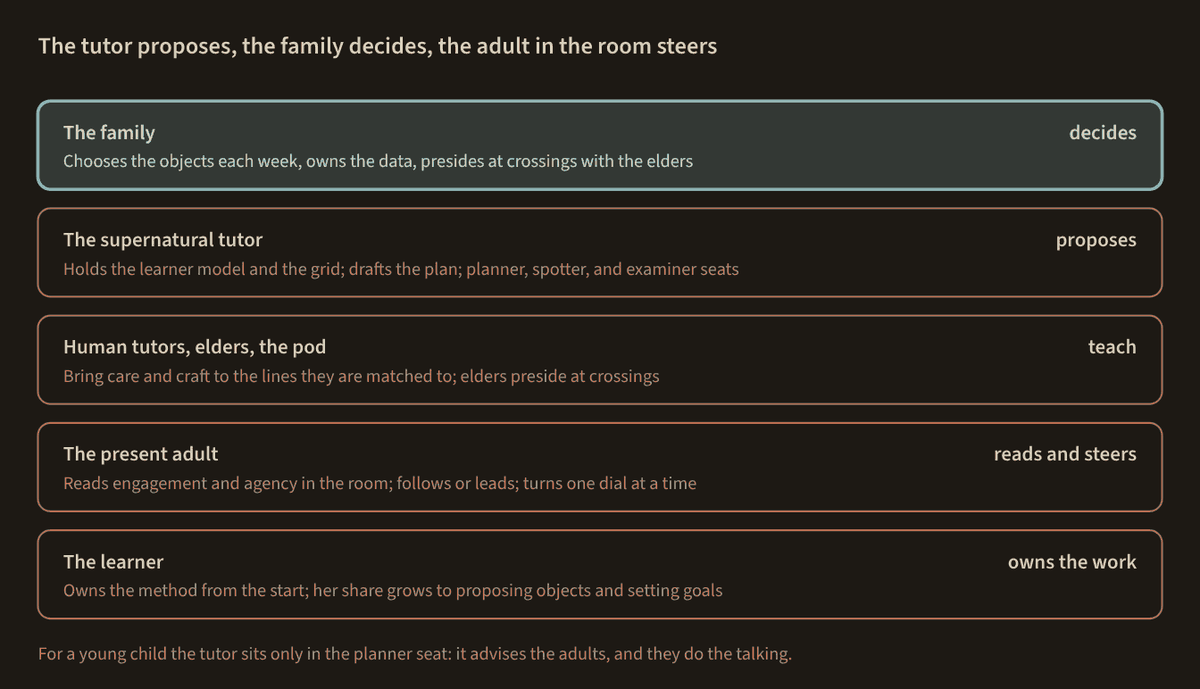 The tutor proposes, the family decides, the adult in the room steers
The family
decides
Chooses the objects each week, owns the data, presides at crossings with the elders
The supernatural tutor
proposes
Holds the learner model and the grid; drafts the plan; planner, spotter, and examiner seats
Human tutors, elders, the pod
teach
Bring care and craft to the lines they are matched to; elders preside at crossings
The present adult
reads and steers
Reads engagement and agency in the room; follows or leads; turns one dial at a time
The learner
owns the work
Owns the method from the start; her share grows to proposing objects and setting goals
For a young child the tutor sits only in the planner seat: it advises the adults, and they do the talking.